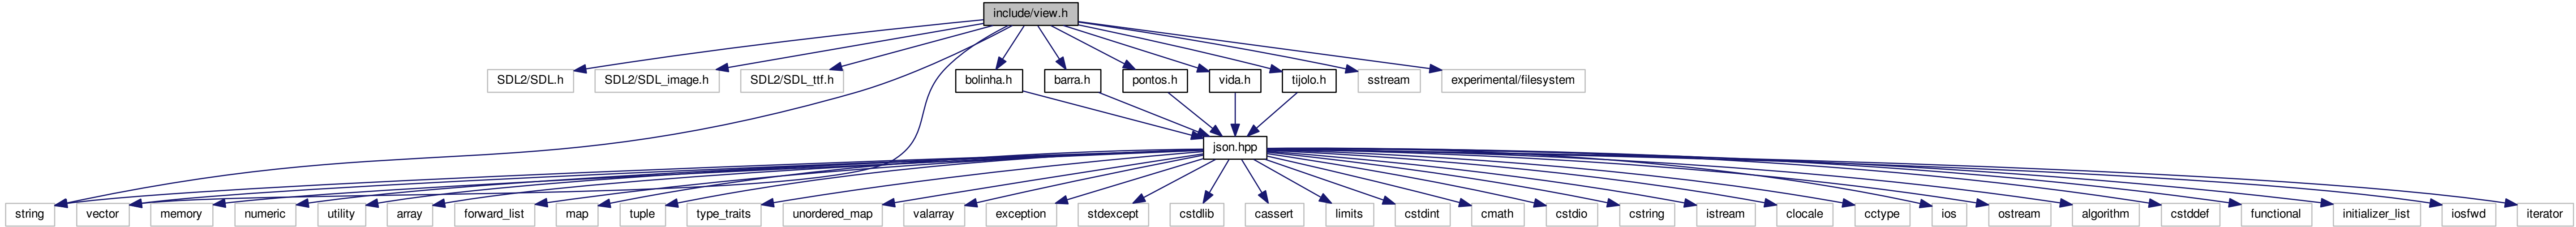 include/view.h
SDL2/SDL.h
SDL2/SDL_image.h
SDL2/SDL_ttf.h
bolinha.h
barra.h
pontos.h
vida.h
tijolo.h
sstream
experimental/filesystem
json.hpp
string
vector
memory
numeric
utility
array
forward_list
map
tuple
type_traits
unordered_map
valarray
exception
stdexcept
cstdlib
cassert
limits
cstdint
cmath
cstdio
cstring
istream
clocale
cctype
ios
ostream
algorithm
cstddef
functional
initializer_list
iosfwd
iterator